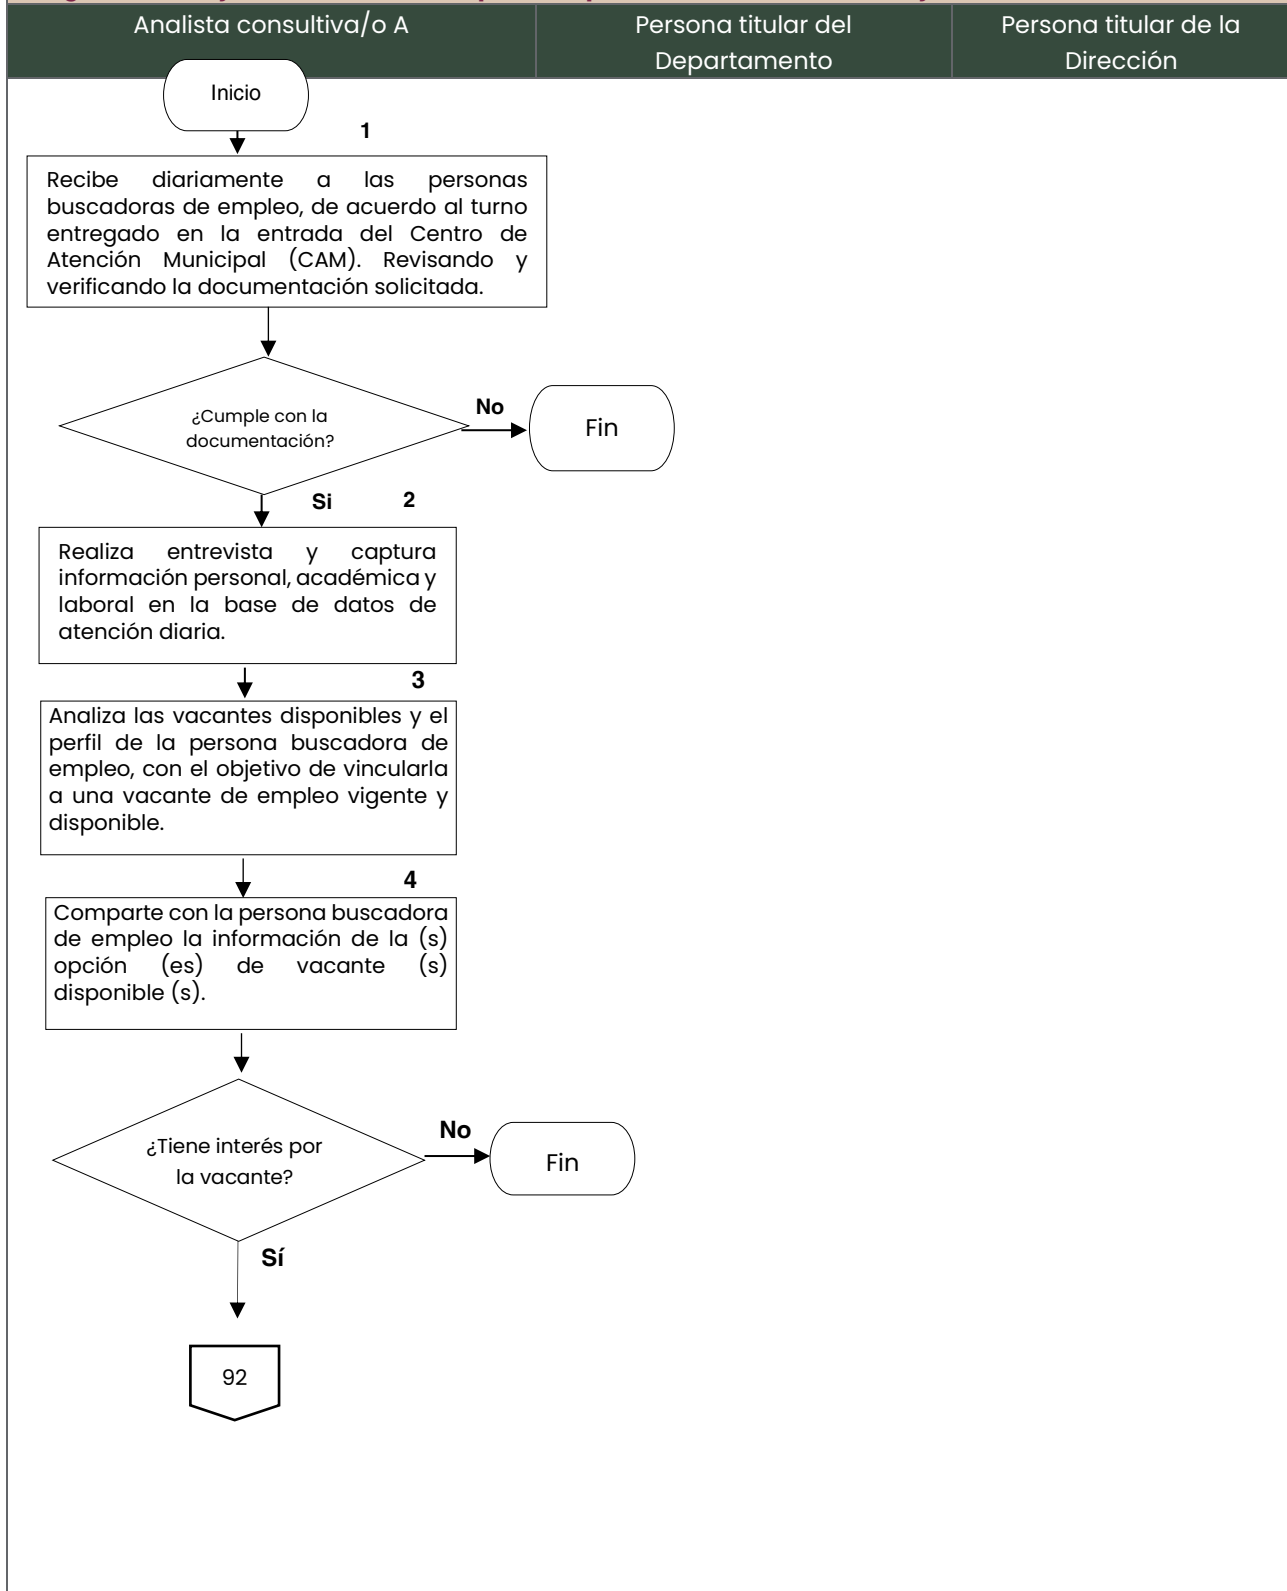 Analista consultiva/o A
Persona titular del
Departamento
Persona titular de la
Dirección
Inicio
1
Recibe diariamente a las personas
buscadoras de empleo, de acuerdo al turno
entregado en la entrada del Centro de
Atención Municipal (CAM). Revisando y
verificando la documentación solicitada.
¿Cumple con la
documentación?
No
Fin
Si
2
Realiza entrevista y captura
información personal, académica y
laboral en la base de datos de
atención diaria.
3
Analiza las vacantes disponibles y el
perfil de la persona buscadora de
empleo, con el objetivo de vincularla
a una vacante de empleo vigente y
disponible.
4
Comparte con la persona buscadora
de empleo la información de la (s)
opción (es) de vacante (s)
disponible (s).
¿Tiene interés por
la vacante?
No
Fin
Sí
92